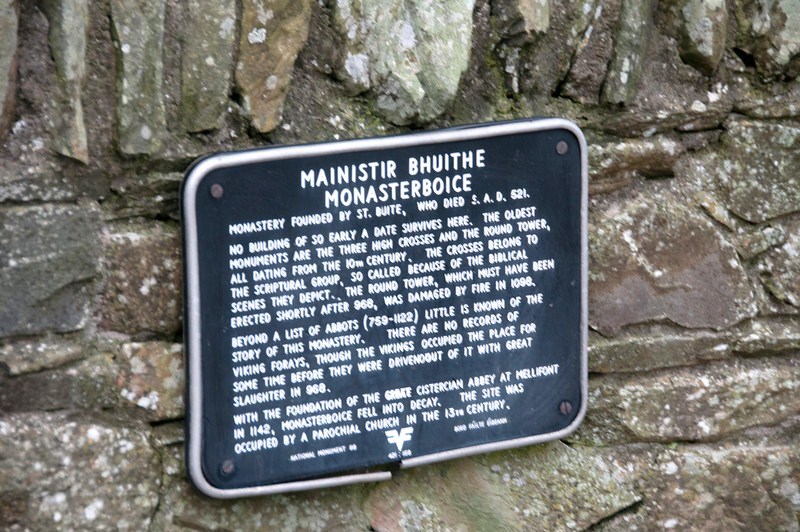 MAINISTIR BHUITHE
MONASTERBOICE
MONASTERY FOUNDED BY ST. BUITE, WHO DIED S. A.D. 521.
NO BUILDING OF SO EARLY A DATE SURVIVES HERE. THE OLDEST
MONUMENTS ARE THE THREE HIGH CROSSES AND THE ROUND TOWER,
ALL DATING FROM THE 10TH CENTURY. THE CROSSES BELONG TO
THE SCRIPTURAL GROUP, SO CALLED BECAUSE OF THE BIBLICAL
SCENES THEY DEPICT. THE ROUND TOWER, WHICH MUST HAVE BEEN
ERECTED SHORTLY AFTER 968, WAS DAMAGED BY FIRE IN 1098.
BEYOND A LIST OF ABBOTS (759-1122) LITTLE IS KNOWN OF THE
STORY OF THIS MONASTERY. THERE ARE NO RECORDS OF
VIKING FORAYS, THOUGH THE VIKINGS OCCUPIED THE PLACE FOR
SOME TIME BEFORE THEY WERE DRIVENOUT OF IT WITH GREAT
SLAUGHTER IN 968.
WITH THE FOUNDATION OF THE GREAT CISTERCIAN ABBEY AT MELLIFONT
IN 1142, MONASTERBOICE FELL INTO DECAY. THE SITE WAS
OCCUPIED BY A PAROCHIAL CHURCH IN THE 13TH CENTURY.
NATIONAL MONUMENT
BORD FÁILTE ÉIREANN